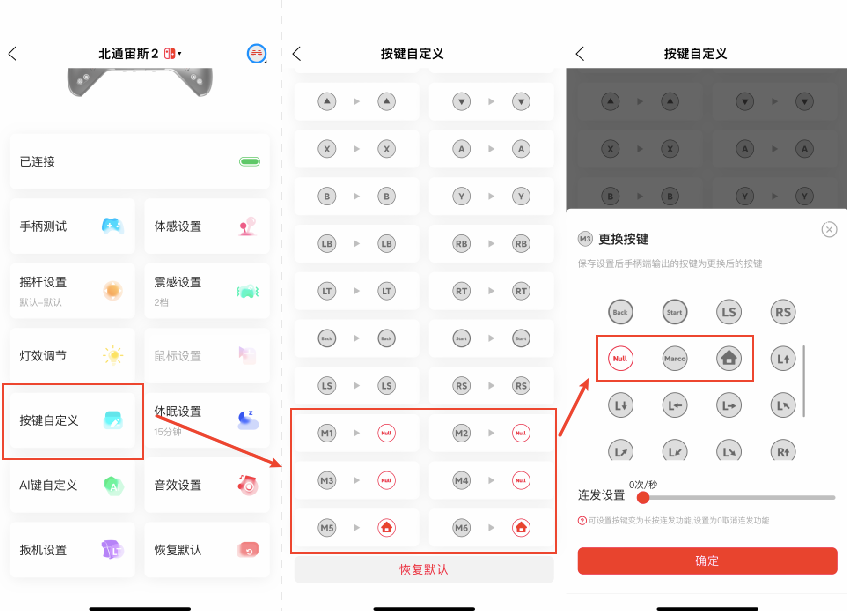 北通宙斯2
已连接
手柄测试
体感设置
摇杆设置
默认-默认
震感设置
2档
灯效调节
鼠标设置
按键自定义
休眠设置
15分钟
AI键自定义
音效设置
扳机设置
恢复默认
按键自定义
X X A A
B B Y Y
LB LB RB RB
LT LT RT RT
Back Back Start Start
LS LS RS RS
M1 Null M2 Null
M3 Null M4 Null
M5 M6
恢复默认
按键自定义
X X A A
B B Y Y
更换按键
保存设置后手柄端输出的按键为更换后的按键
Back Start LS RS
Null Maroc L
L L L L
L L L R
连发设置
0次/秒
可设置按键变为长按连发功能 设置为0取消连发功能
确定